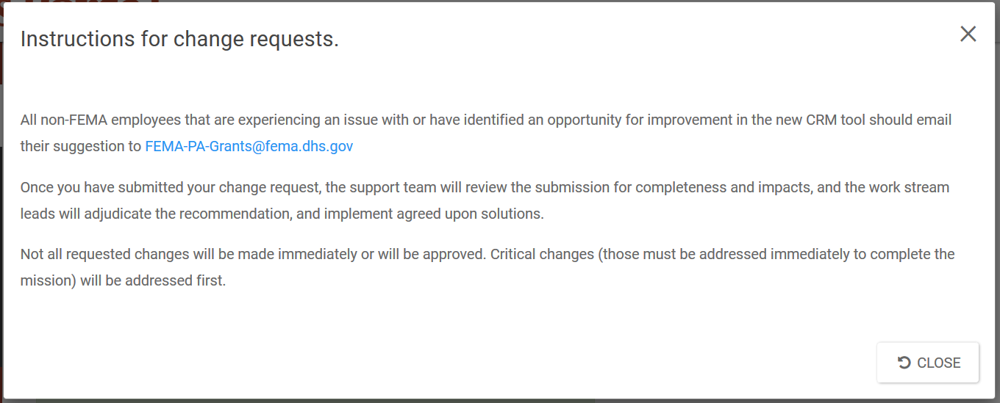 Instructions for change requests.
All non-FEMA employees that are experiencing an issue with or have identified an opportunity for improvement in the new CRM tool should email
their suggestion to FEMA-PA-Grants@fema.dhs.gov
Once you have submitted your change request, the support team will review the submission for completeness and impacts, and the work stream
leads will adjudicate the recommendation, and implement agreed upon solutions.
Not all requested changes will be made immediately or will be approved. Critical changes (those must be addressed immediately to complete the
mission) will be addressed first.
CLOSE